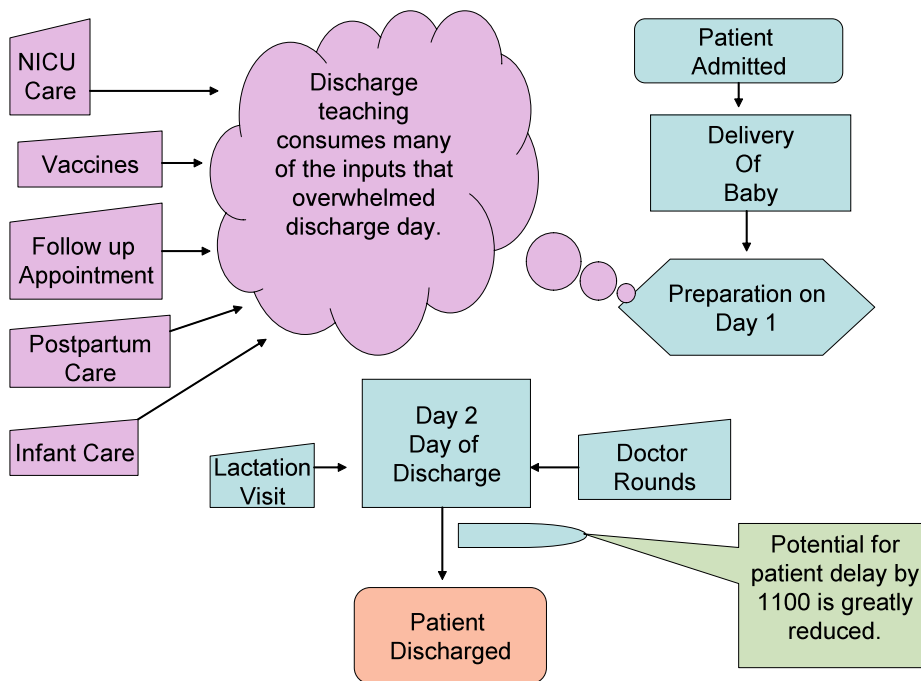 NICU
Care
Vaccines
Follow up
Appointment
Postpartum
Care
Infant Care
Discharge
teaching
consumes many
of the inputs that
overwhelmed
discharge day.
Patient
Admitted
Delivery
Of
Baby
Preparation on
Day 1
Day 2
Day of
Discharge
Lactation
Visit
Doctor
Rounds
Potential for
patient delay by
1100 is greatly
reduced.
Patient
Discharged